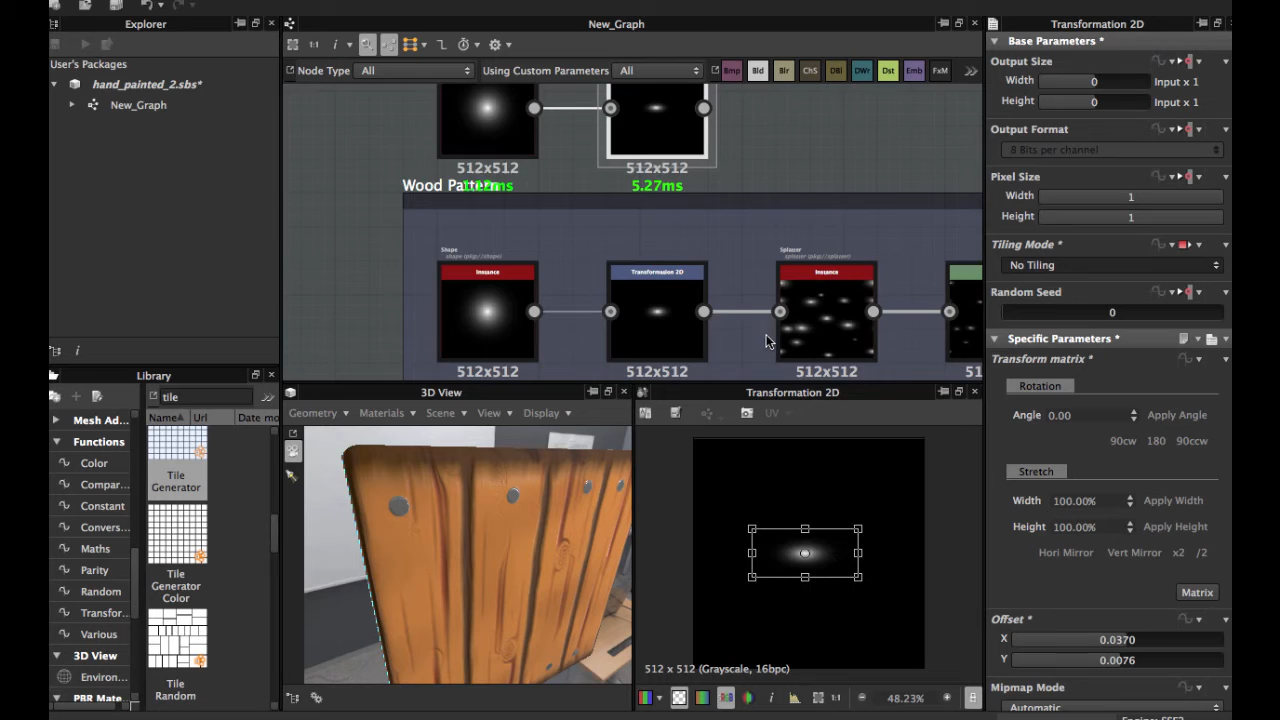 Explorer
New_Graph
Transformation 2D
User's Packages
hand_painted_2.sbs*
New_Graph
1:1
i
Node Type
All
Using Custom Parameters
All
Bmp
Bld
Blr
ChS
DBl
DWr
Dst
Emb
FxM
512x512
512x512
5.27ms
Wood Pattern
Shape
Splatter
Instance
Transformation 2D
Instance
512x512
512x512
512x512
Library
tile
Name
Url
Date mo
Mesh Ad...
Functions
Color
Compar...
Constant
Convers...
Maths
Parity
Random
Transfor...
Various
3D View
Environ...
PBR Mate
Tile
Generator
Tile
Generator
Color
Tile
Random
3D View
Geometry
Materials
Scene
View
Display
Transformation 2D
UV
512 x 512 (Grayscale, 16bpc)
1:1
48.23%
Base Parameters *
Output Size
Width
0
Input x 1
Height
0
Input x 1
Output Format
8 Bits per channel
Pixel Size
Width
1
Height
1
Tiling Mode *
No Tiling
Random Seed
0
Specific Parameters *
Transform matrix *
Rotation
Angle
0.00
Apply Angle
90cw
180
90ccw
Stretch
Width
100.00%
Apply Width
Height
100.00%
Apply Height
Hori Mirror
Vert Mirror
x2
/2
Matrix
Offset *
X
0.0370
Y
0.0076
Mipmap Mode
Automatic